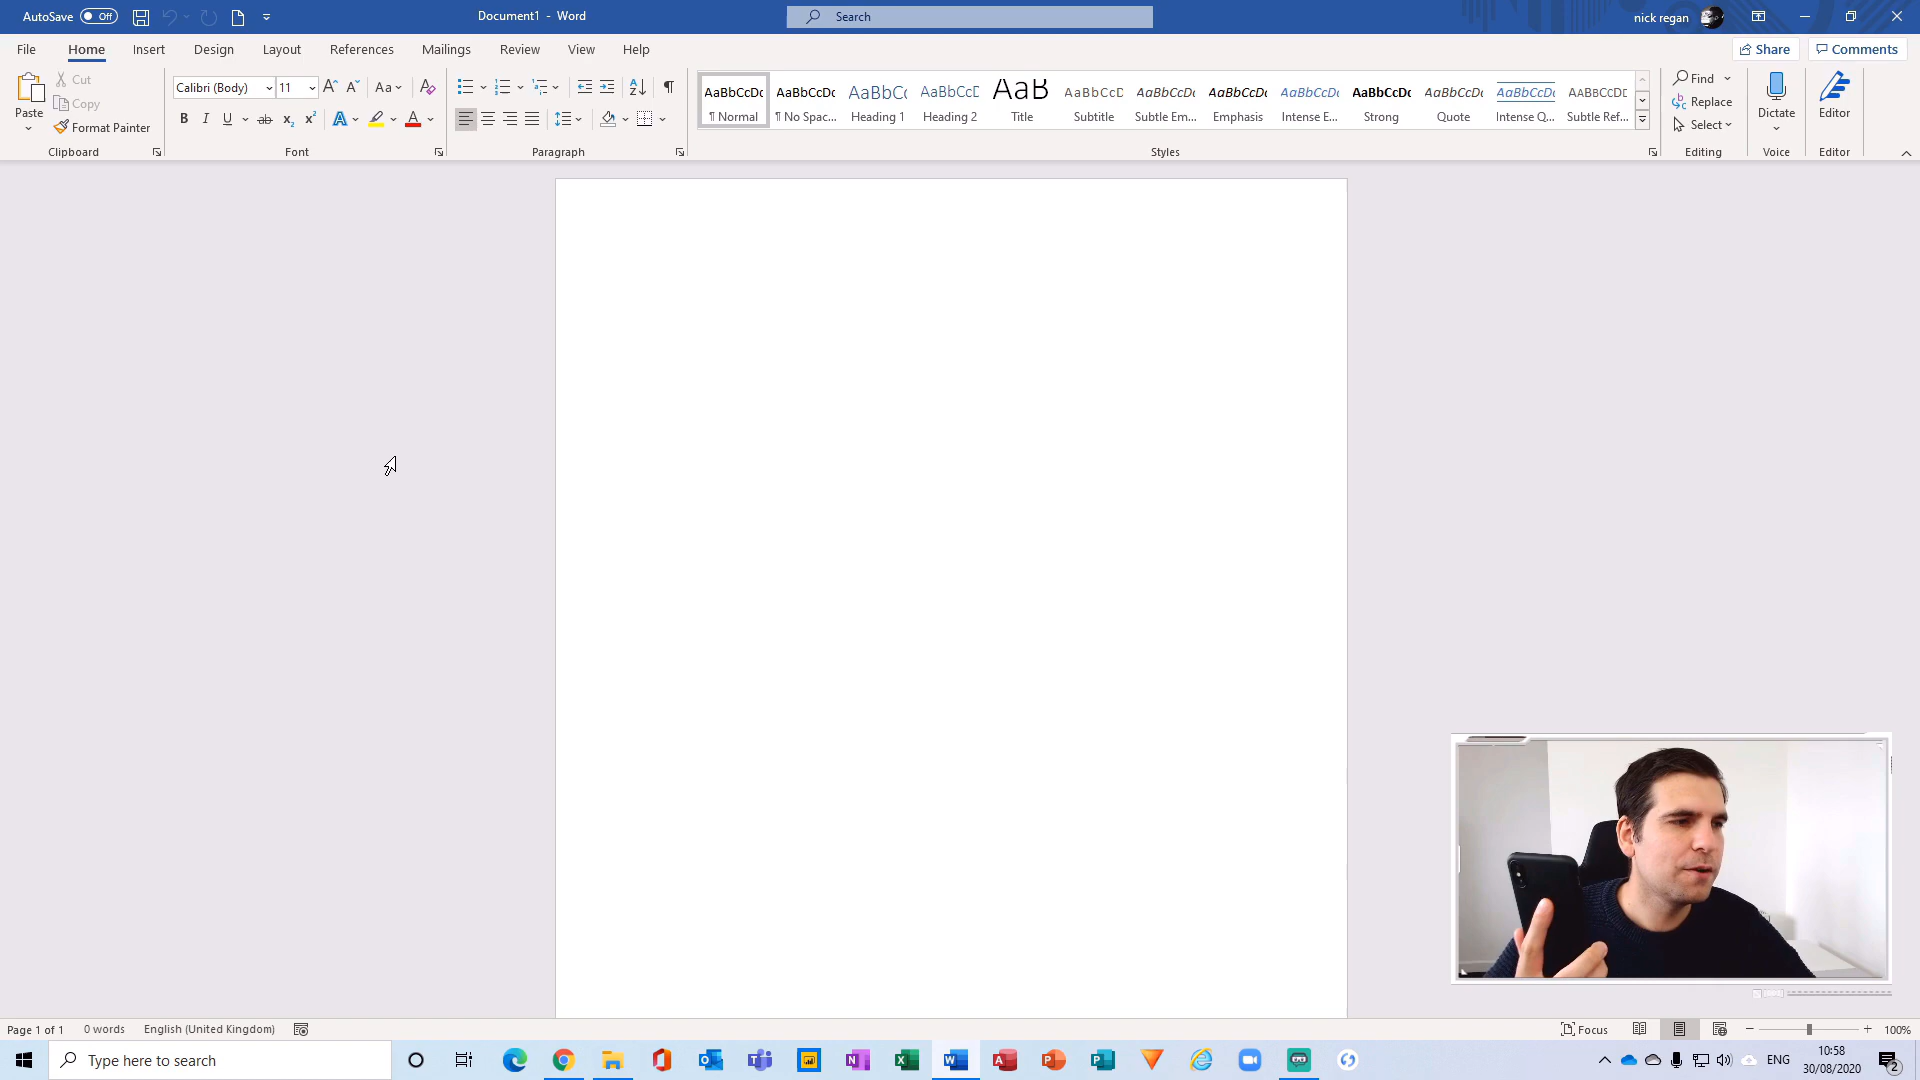 AutoSave Off
Document1 - Word
Search
nick regan
File Home Insert Design Layout References Mailings Review View Help
Share Comments
Paste
Cut
Copy
Format Painter
Clipboard
Calibri (Body) 11
Font
Paragraph
AaBbCcDc
¶ Normal
AaBbCcDc
¶ No Spac...
AaBbCc
Heading 1
AaBbCcD
Heading 2
AaB
Title
AaBbCcD
Subtitle
AaBbCcDc
Subtle Em...
AaBbCcDc
Emphasis
AaBbCcDc
Intense E...
AaBbCcDc
Strong
AaBbCcDc
Quote
AaBbCcDc
Intense Q...
AaBbCcDc
Subtle Ref...
Styles
Find
Replace
Select
Editing
Dictate
Voice
Editor
Editor
Page 1 of 1 0 words English (United Kingdom)
Focus
100%
Type here to search
ENG
10:58
30/08/2020
2